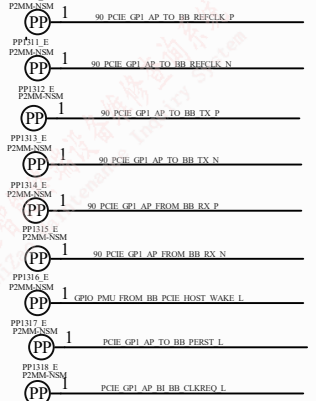 P2MM-NSM
PP 1 90_PCIE_GP1_AP_TO_BB_REFCLK_P
PP1311_E
P2MM-NSM
PP 1 90_PCIE_GP1_AP_TO_BB_REFCLK_N
PP1312_E
P2MM-NSM
PP 1 90_PCIE_GP1_AP_TO_BB_TX_P
PP1313_E
P2MM-NSM
PP 1 90_PCIE_GP1_AP_TO_BB_TX_N
PP1314_E
P2MM-NSM
PP 1 90_PCIE_GP1_AP_FROM_BB_RX_P
PP1315_E
P2MM-NSM
PP 1 90_PCIE_GP1_AP_FROM_BB_RX_N
PP1316_E
P2MM-NSM
PP 1 GPIO_PMU_FROM_BB_PCIE_HOST_WAKE_L
PP1317_E
P2MM-NSM
PP 1 PCIE_GP1_AP_TO_BB_PERST_L
PP1318_E
P2MM-NSM
PP 1 PCIE_GP1_AP_BI_BB_CLKREQ_L